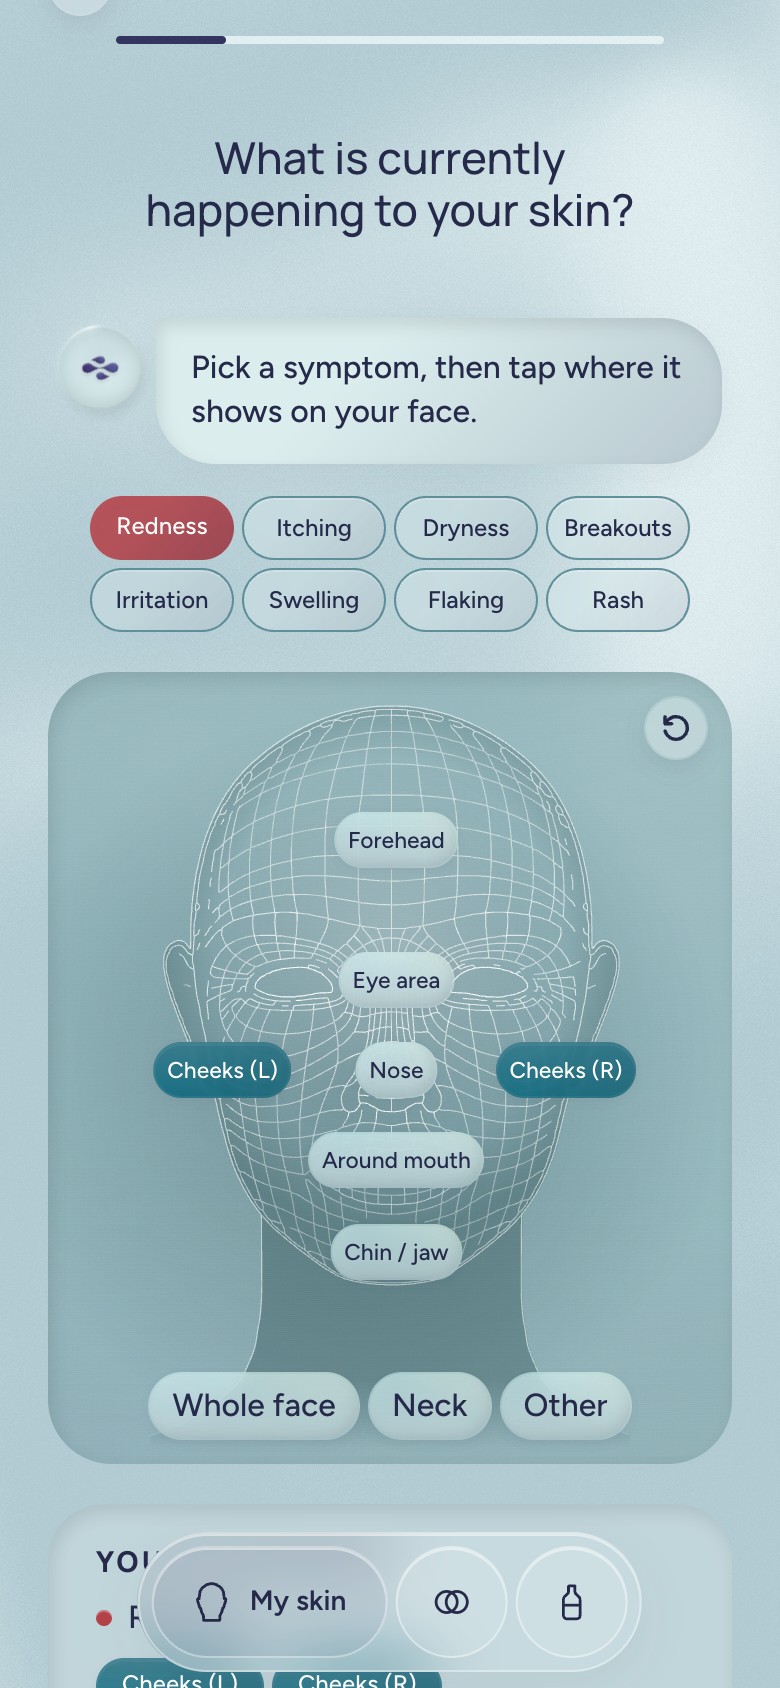 What is currently
happening to your skin?
Pick a symptom, then tap where it
shows on your face.
Redness Itching Dryness Breakouts
Irritation Swelling Flaking Rash
Forehead
Eye area
Cheeks (L) Nose Cheeks (R)
Around mouth
Chin / jaw
Whole face Neck Other
My skin
Cheeks (L) Cheeks (R)